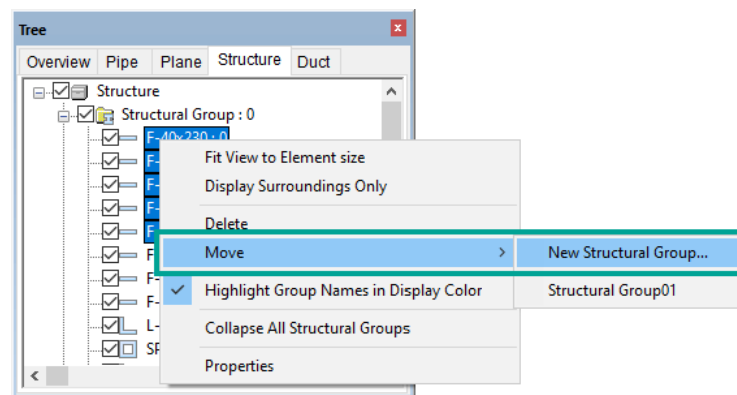 Tree
Overview Pipe Plane Structure Duct
Structure
Structural Group : 0
F-40x230 : 0
F-
Fit View to Element size
F-
Display Surroundings Only
F-
F-
Delete
F
Move
New Structural Group...
F-
F-
Highlight Group Names in Display Color
Structural Group01
L-
Collapse All Structural Groups
SP
Properties